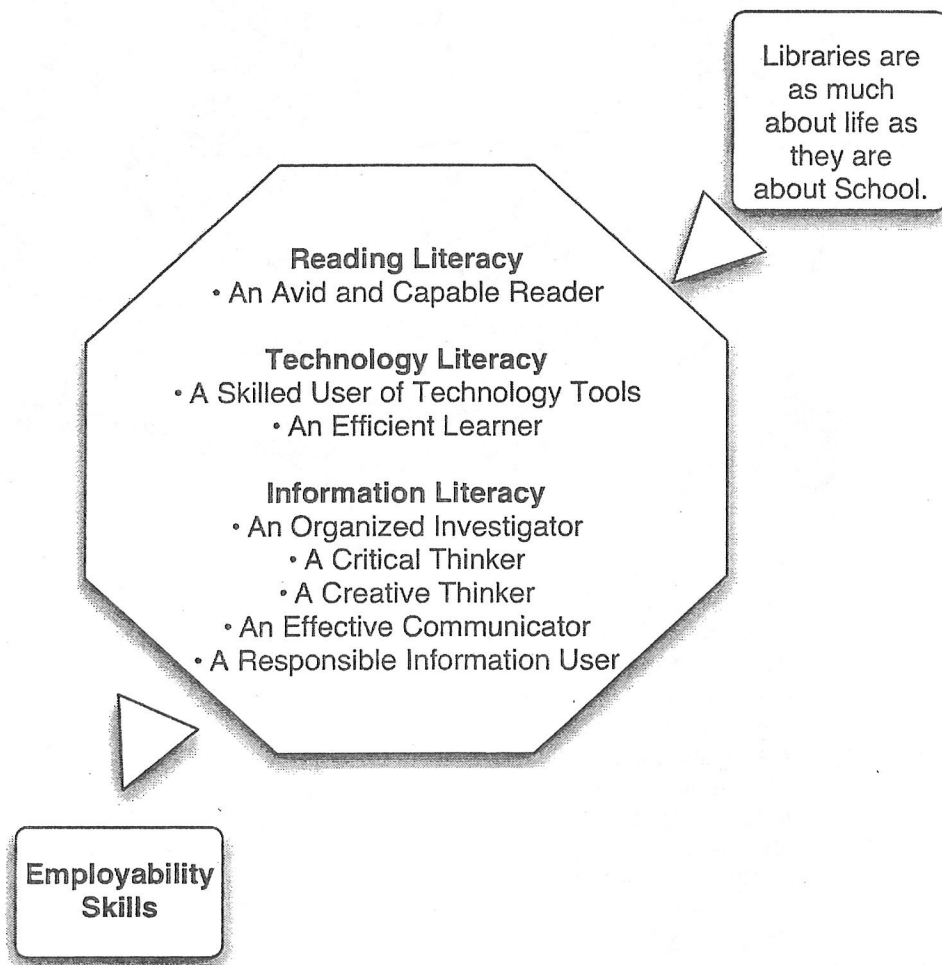 Libraries are
as much
about life as
they are
about School.
Reading Literacy
• An Avid and Capable Reader
Technology Literacy
• A Skilled User of Technology Tools
• An Efficient Learner
Information Literacy
• An Organized Investigator
• A Critical Thinker
• A Creative Thinker
• An Effective Communicator
• A Responsible Information User
Employability
Skills